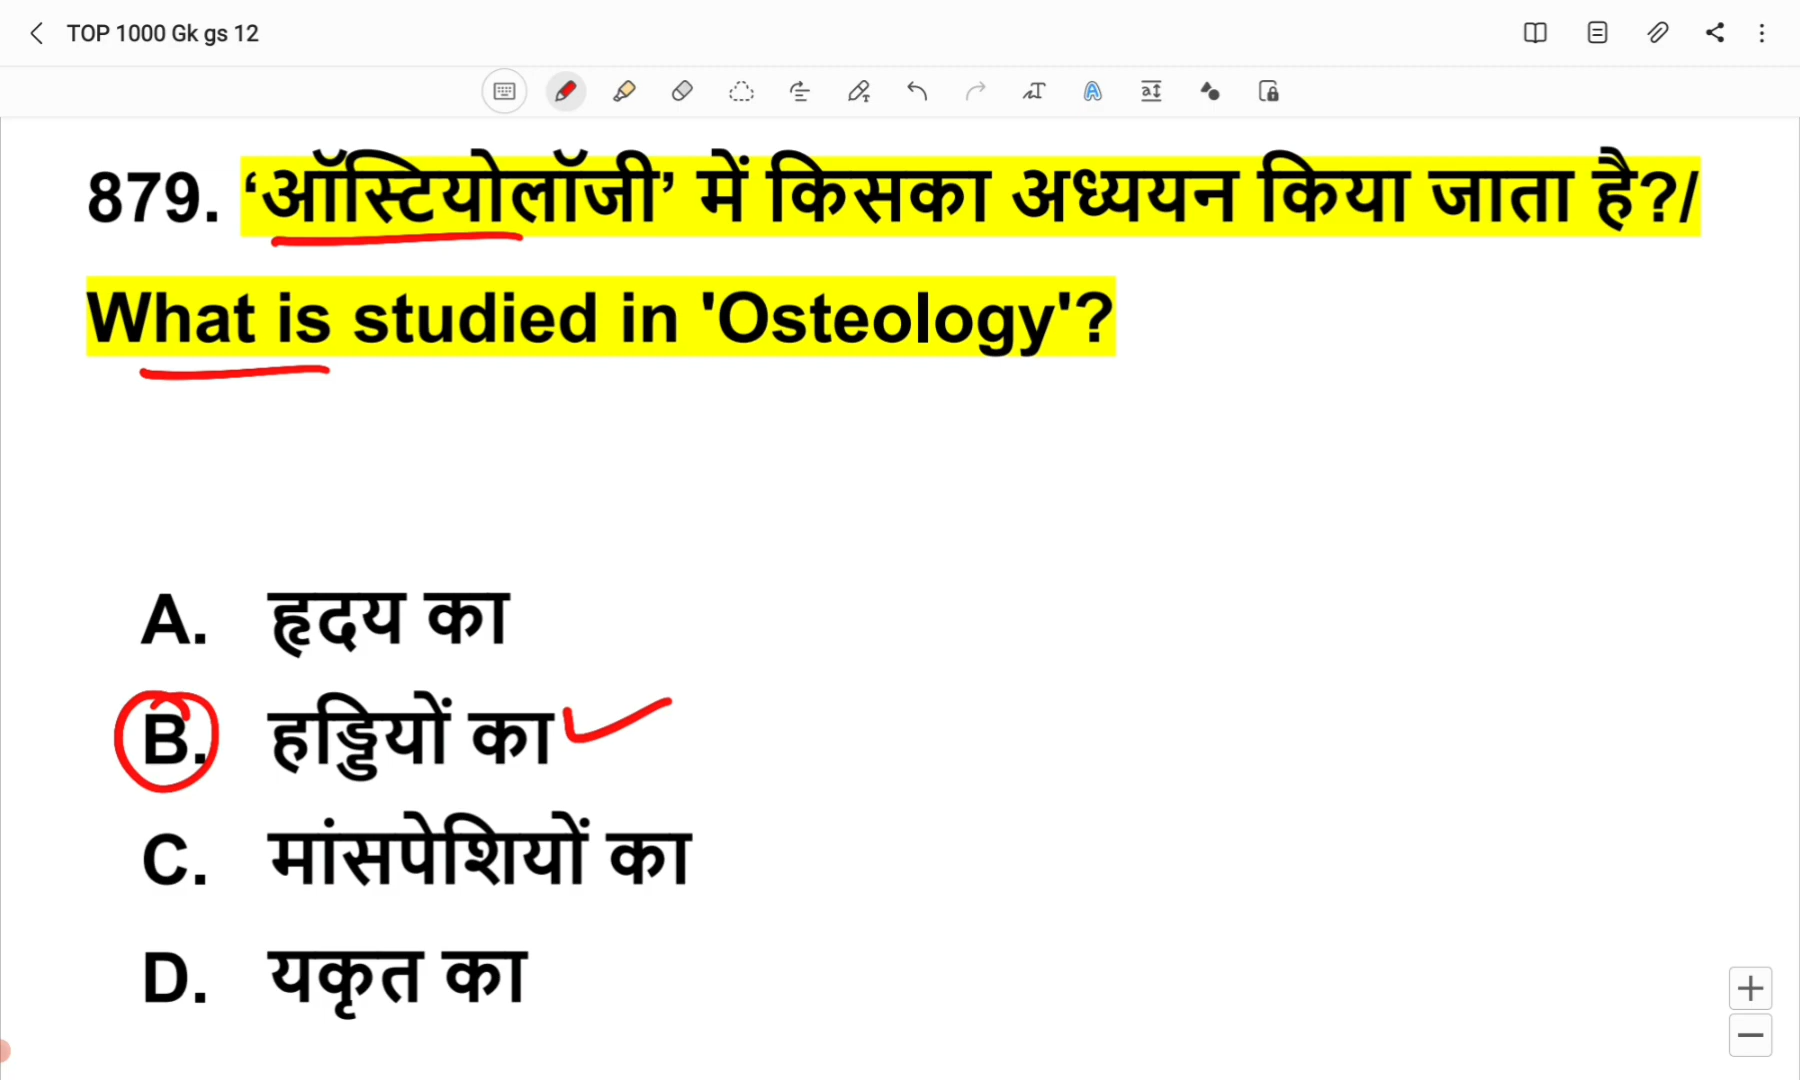 TOP 1000 Gk gs 12
879. ‘ऑस्टियोलॉजी’ में किसका अध्ययन किया जाता है?/
What is studied in 'Osteology'?
A. हृदय का
B. हड्डियों का
C. मांसपेशियों का
D. यकृत का